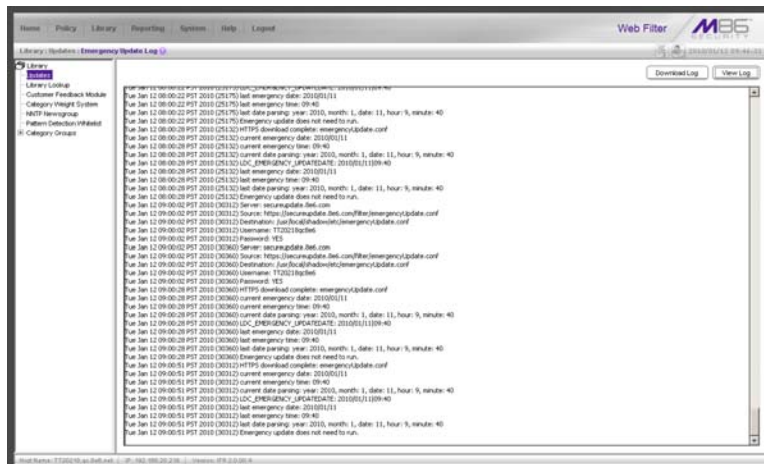 Home Policy Library Reporting System Help Logout
Web Filter
M86
SECURITY
Library : Updates : Emergency Update Log
2010/01/12 09:44:23
Library
Updates
Library Lookup
Customer Feedback Module
Category Weight System
NNTP Newsgroup
Pattern Detection Whitelist
Category Groups
Download Log View Log
Tue Jan 12 08:00:22 PST 2010 (25175) last emergency date: 2010/01/11
Tue Jan 12 08:00:22 PST 2010 (25175) last emergency time: 09:40
Tue Jan 12 08:00:22 PST 2010 (25175) last date parsing: year: 2010, month: 1, date: 11, hour: 9, minute: 40
Tue Jan 12 08:00:22 PST 2010 (25175) Emergency update does not need to run.
Tue Jan 12 08:00:28 PST 2010 (25132) HTTPS download complete: emergencyUpdate.conf
Tue Jan 12 08:00:28 PST 2010 (25132) current emergency date: 2010/01/11
Tue Jan 12 08:00:28 PST 2010 (25132) current emergency time: 09:40
Tue Jan 12 08:00:28 PST 2010 (25132) current date parsing: year: 2010, month: 1, date: 11, hour: 9, minute: 40
Tue Jan 12 08:00:28 PST 2010 (25132) LDC_EMERGENCY_UPDATEDATE: 2010/01/11|09:40
Tue Jan 12 08:00:28 PST 2010 (25132) last emergency date: 2010/01/11
Tue Jan 12 08:00:28 PST 2010 (25132) last emergency time: 09:40
Tue Jan 12 08:00:28 PST 2010 (25132) last date parsing: year: 2010, month: 1, date: 11, hour: 9, minute: 40
Tue Jan 12 08:00:28 PST 2010 (25132) Emergency update does not need to run.
Tue Jan 12 09:00:02 PST 2010 (30312) Server: secureupdate.8e6.com
Tue Jan 12 09:00:02 PST 2010 (30312) Source: https://secureupdate.8e6.com/filter/emergencyUpdate.conf
Tue Jan 12 09:00:02 PST 2010 (30312) Destination: /usr/local/shadow/etc/emergencyUpdate.conf
Tue Jan 12 09:00:02 PST 2010 (30312) Username: TT20218qc8e6
Tue Jan 12 09:00:02 PST 2010 (30312) Password: YES
Tue Jan 12 09:00:02 PST 2010 (30360) Server: secureupdate.8e6.com
Tue Jan 12 09:00:02 PST 2010 (30360) Source: https://secureupdate.8e6.com/filter/emergencyUpdate.conf
Tue Jan 12 09:00:02 PST 2010 (30360) Destination: /usr/local/shadow/etc/emergencyUpdate.conf
Tue Jan 12 09:00:02 PST 2010 (30360) Username: TT20218qc8e6
Tue Jan 12 09:00:02 PST 2010 (30360) Password: YES
Tue Jan 12 09:00:28 PST 2010 (30360) HTTPS download complete: emergencyUpdate.conf
Tue Jan 12 09:00:28 PST 2010 (30360) current emergency date: 2010/01/11
Tue Jan 12 09:00:28 PST 2010 (30360) current emergency time: 09:40
Tue Jan 12 09:00:28 PST 2010 (30360) current date parsing: year: 2010, month: 1, date: 11, hour: 9, minute: 40
Tue Jan 12 09:00:28 PST 2010 (30360) LDC_EMERGENCY_UPDATEDATE: 2010/01/11|09:40
Tue Jan 12 09:00:28 PST 2010 (30360) last emergency date: 2010/01/11
Tue Jan 12 09:00:28 PST 2010 (30360) last emergency time: 09:40
Tue Jan 12 09:00:28 PST 2010 (30360) last date parsing: year: 2010, month: 1, date: 11, hour: 9, minute: 40
Tue Jan 12 09:00:28 PST 2010 (30360) Emergency update does not need to run.
Tue Jan 12 09:00:51 PST 2010 (30312) HTTPS download complete: emergencyUpdate.conf
Tue Jan 12 09:00:51 PST 2010 (30312) current emergency date: 2010/01/11
Tue Jan 12 09:00:51 PST 2010 (30312) current emergency time: 09:40
Tue Jan 12 09:00:51 PST 2010 (30312) current date parsing: year: 2010, month: 1, date: 11, hour: 9, minute: 40
Tue Jan 12 09:00:51 PST 2010 (30312) LDC_EMERGENCY_UPDATEDATE: 2010/01/11|09:40
Tue Jan 12 09:00:51 PST 2010 (30312) last emergency date: 2010/01/11
Tue Jan 12 09:00:51 PST 2010 (30312) last emergency time: 09:40
Tue Jan 12 09:00:51 PST 2010 (30312) last date parsing: year: 2010, month: 1, date: 11, hour: 9, minute: 40
Tue Jan 12 09:00:51 PST 2010 (30312) Emergency update does not need to run.
Host Name: